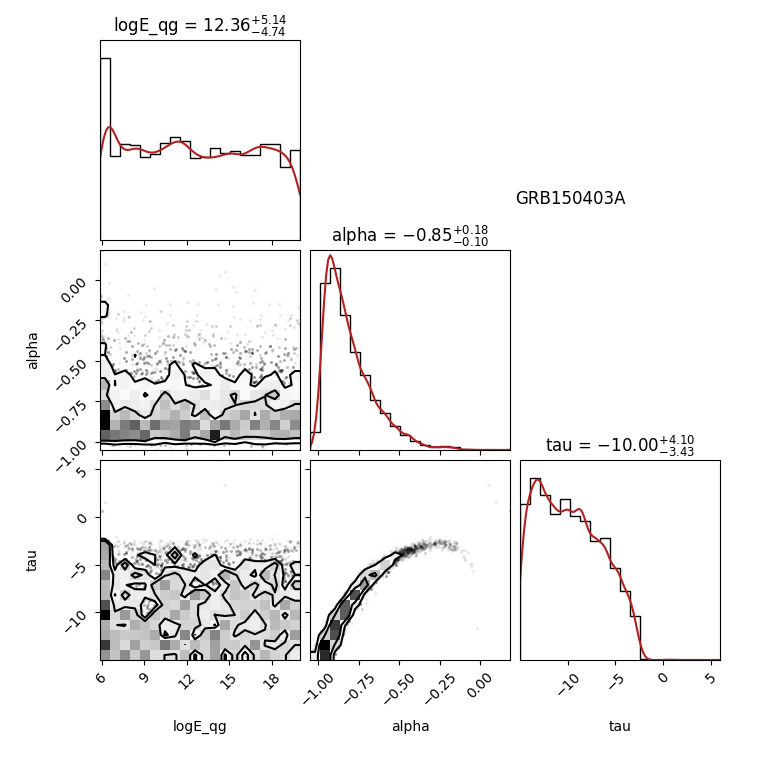 logE_qg = 12.36$^{+5.14}_{-4.74}$
GRB150403A
alpha = −0.85$^{+0.18}_{-0.10}$
alpha
0.00
−0.25
−0.50
−0.75
−1.00
tau = −10.00$^{+4.10}_{-3.43}$
tau
5
0
−5
−10
6 9 12 15 18
−1.00 −0.75 −0.50 −0.25 0.00
−10 −5 0 5
logE_qg alpha tau